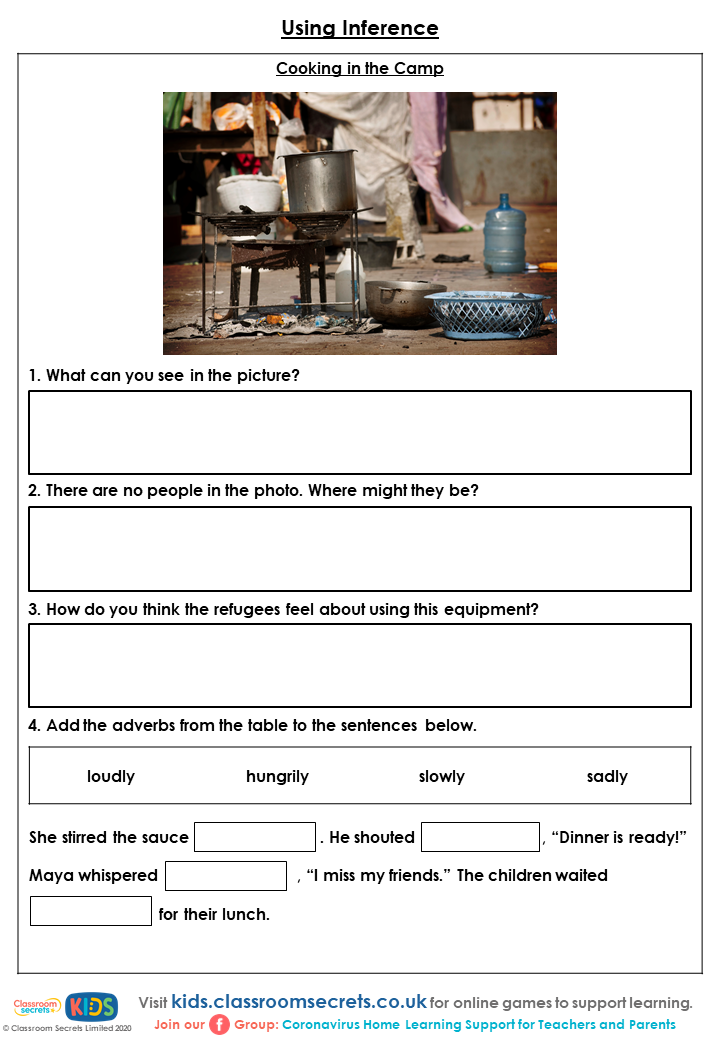 Using Inference
Cooking in the Camp
1. What can you see in the picture?
2. There are no people in the photo. Where might they be?
3. How do you think the refugees feel about using this equipment?
4. Add the adverbs from the table to the sentences below.
loudly hungrily slowly sadly
She stirred the sauce . He shouted , “Dinner is ready!”
Maya whispered , “I miss my friends.” The children waited
for their lunch.
Classroom Secrets KIDS
© Classroom Secrets Limited 2020
Visit kids.classroomsecrets.co.uk for online games to support learning.
Join our f Group: Coronavirus Home Learning Support for Teachers and Parents